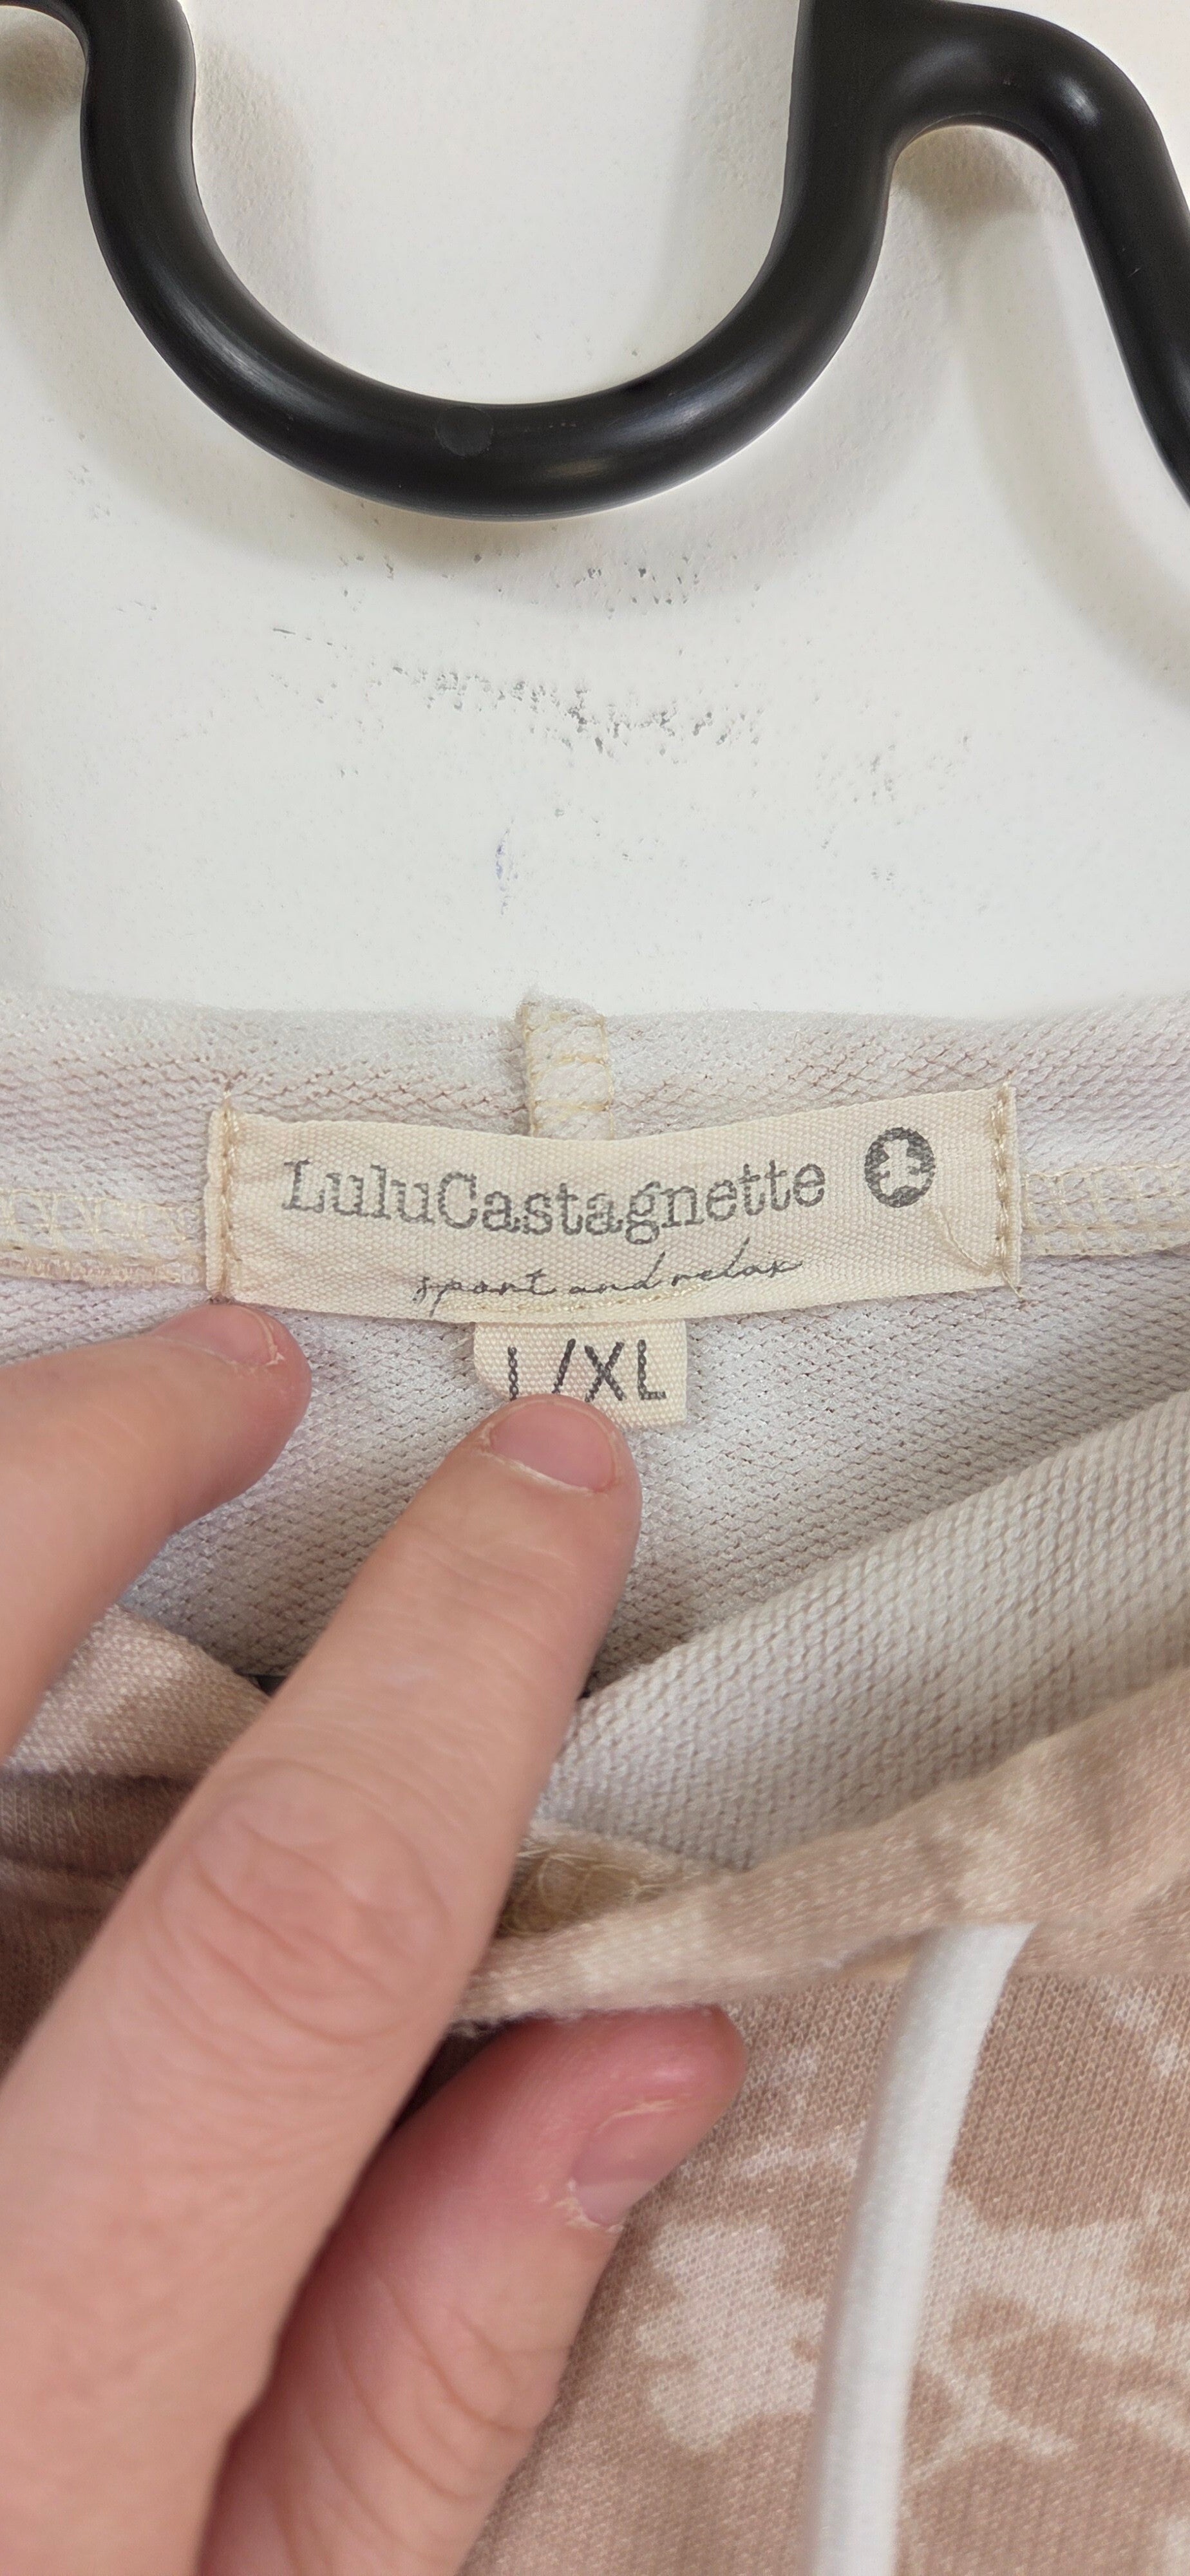 LuluCastagnette
sport and relax
L/XL